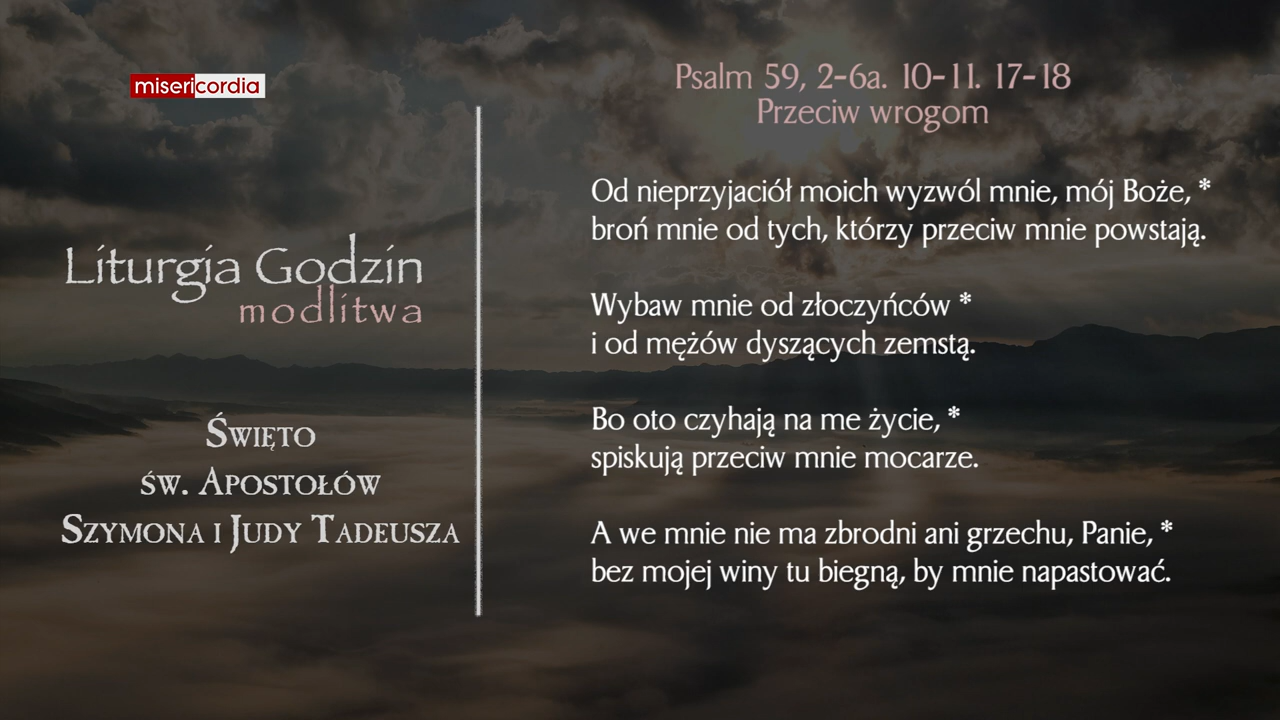 misericordia
Liturgia Godzin
modlitwa
Święto
św. Apostołów
Szymona i Judy Tadeusza
Psalm 59, 2-6a. 10-11. 17-18
Przeciw wrogom
Od nieprzyjaciół moich wyzwól mnie, mój Boże, *
broń mnie od tych, którzy przeciw mnie powstają.
Wybaw mnie od złoczyńców *
i od mężów dyszących zemstą.
Bo oto czyhają na me życie, *
spiskują przeciw mnie mocarze.
A we mnie nie ma zbrodni ani grzechu, Panie, *
bez mojej winy tu biegną, by mnie napastować.